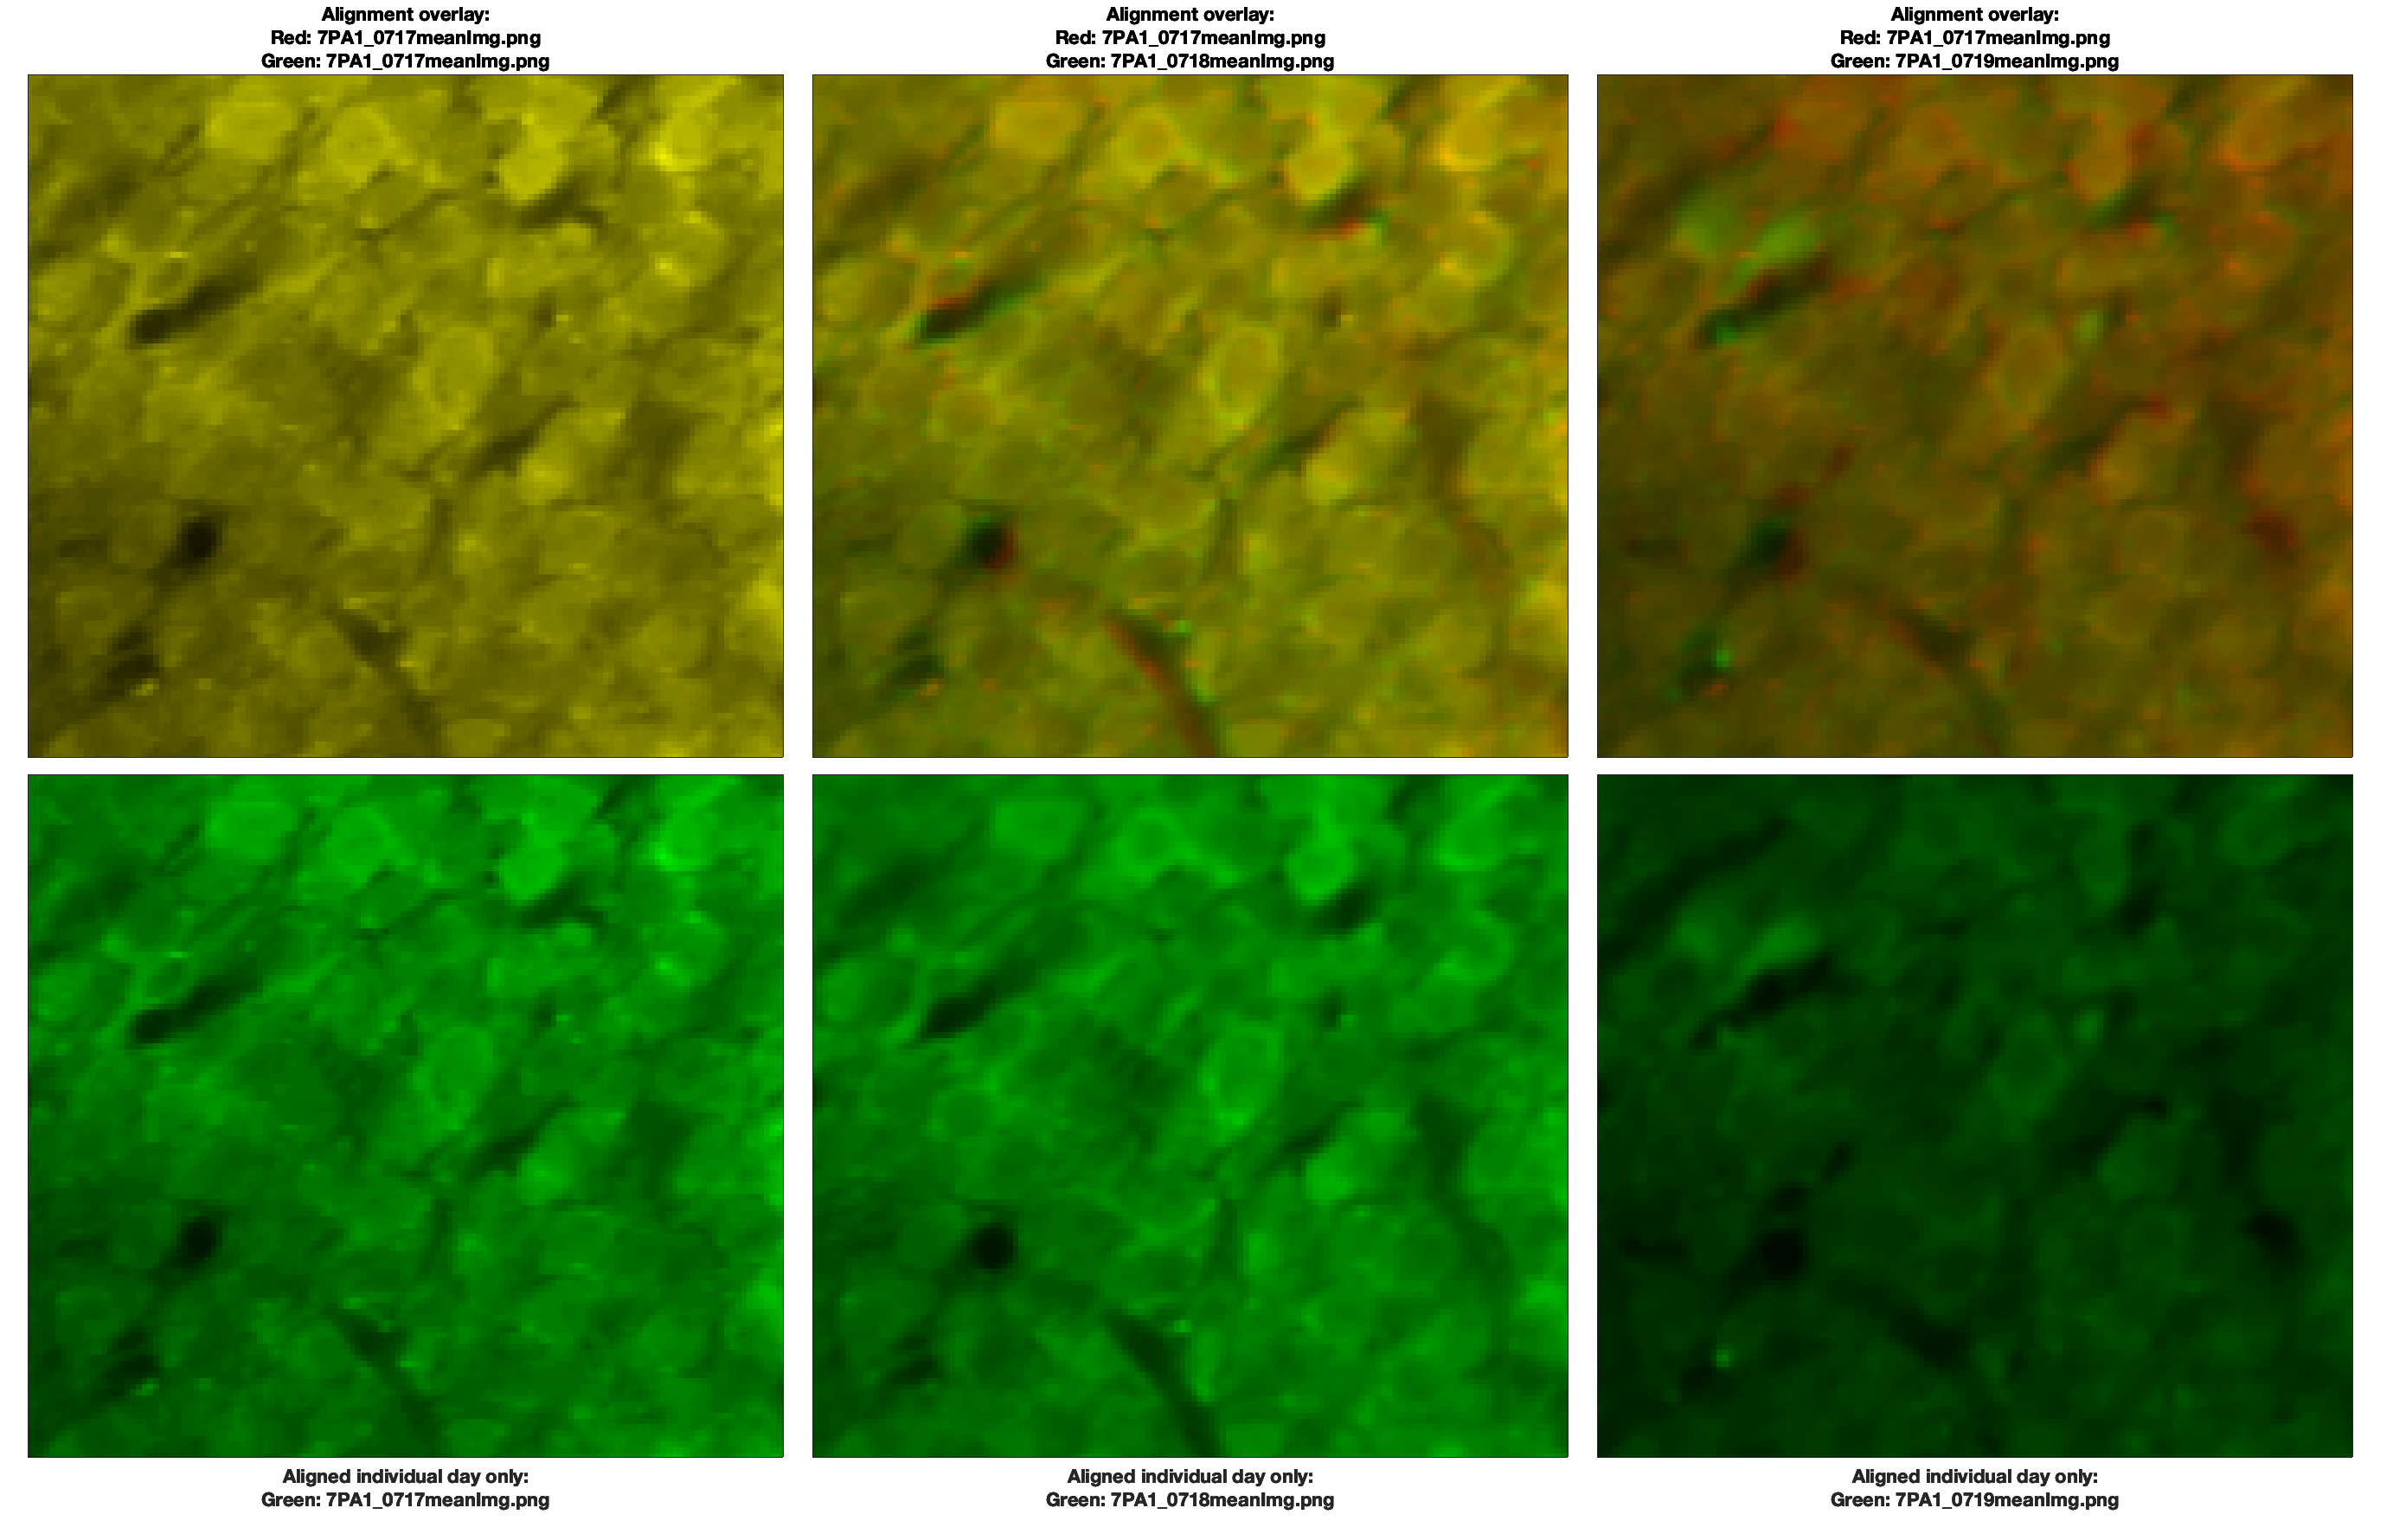 Alignment overlay:
Red: 7PA1_0717meanImg.png
Green: 7PA1_0717meanImg.png
Alignment overlay:
Red: 7PA1_0717meanImg.png
Green: 7PA1_0718meanImg.png
Alignment overlay:
Red: 7PA1_0717meanImg.png
Green: 7PA1_0719meanImg.png
Aligned individual day only:
Green: 7PA1_0717meanImg.png
Aligned individual day only:
Green: 7PA1_0718meanImg.png
Aligned individual day only:
Green: 7PA1_0719meanImg.png